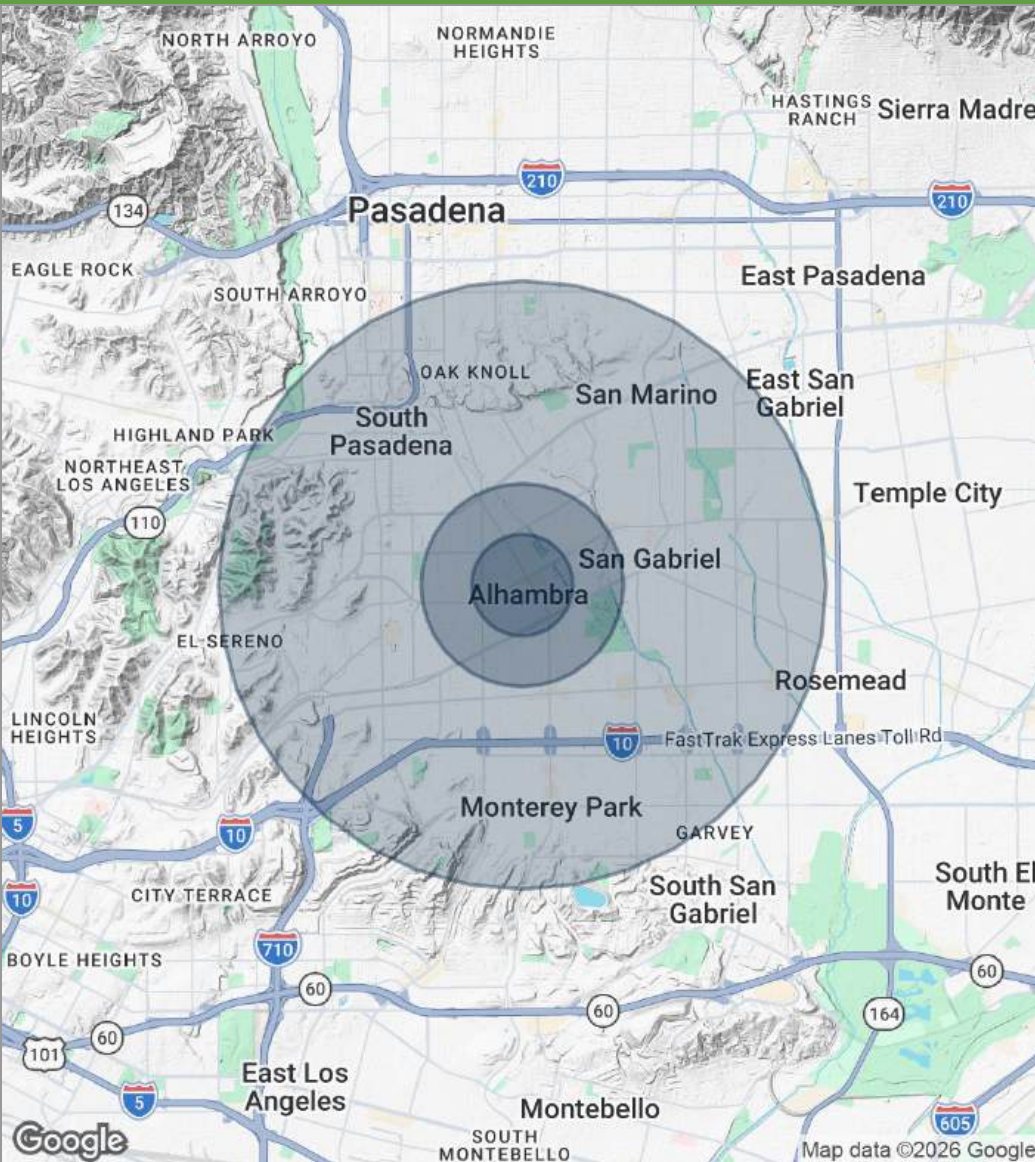 NORTH ARROYO
NORMANDIE
HEIGHTS
HASTINGS
RANCH
Sierra Madre
210
134
Pasadena
210
EAGLE ROCK
SOUTH ARROYO
East Pasadena
OAK KNOLL
San Marino
East San
Gabriel
South
Pasadena
HIGHLAND PARK
NORTHEAST
LOS ANGELES
110
Temple City
San Gabriel
Alhambra
EL SERENO
Rosemead
LINCOLN
HEIGHTS
10
FastTrak Express Lanes Toll Rd
Monterey Park
5
10
GARVEY
10
CITY TERRACE
South San
Gabriel
South El
Monte
710
BOYLE HEIGHTS
60
60
60
164
60
101
East Los
Angeles
5
Montebello
605
SOUTH
MONTEBELLO
Google
Map data ©2026 Google